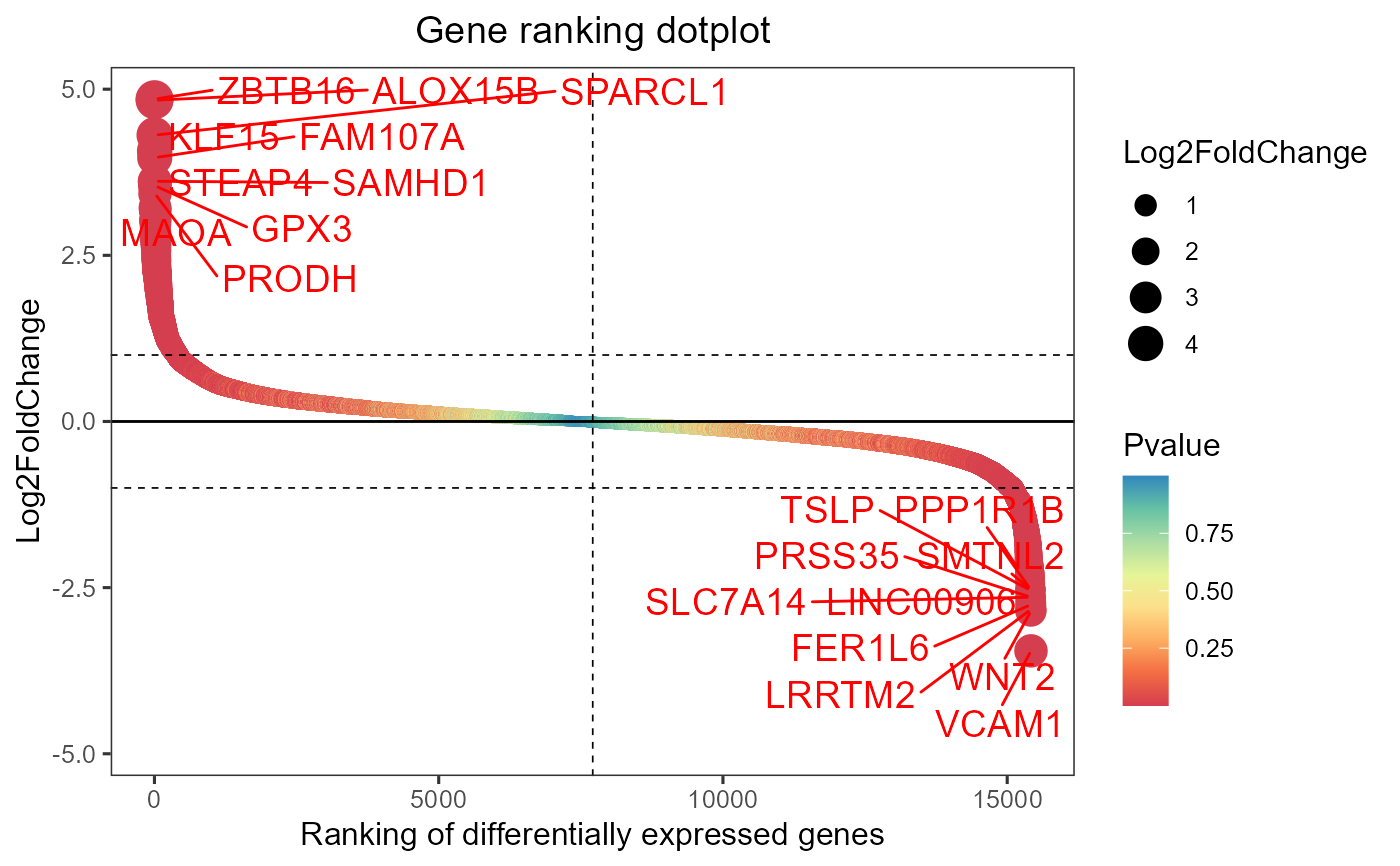 Gene ranking dotplot
5.0
2.5
0.0
-2.5
-5.0
Log2FoldChange
ZBTB16 ALOX15B SPARCL1
KLF15 FAM107A
STEAP4 SAMHD1
MAOA GPX3
PRODH
TSLP PPP1R1B
PRSS35 SMTNL2
SLC7A14 LINC00906
FER1L6
WNT2
LRRTM2
VCAM1
0 5000 10000 15000
Ranking of differentially expressed genes
Log2FoldChange
1
2
3
4
Pvalue
0.75
0.50
0.25